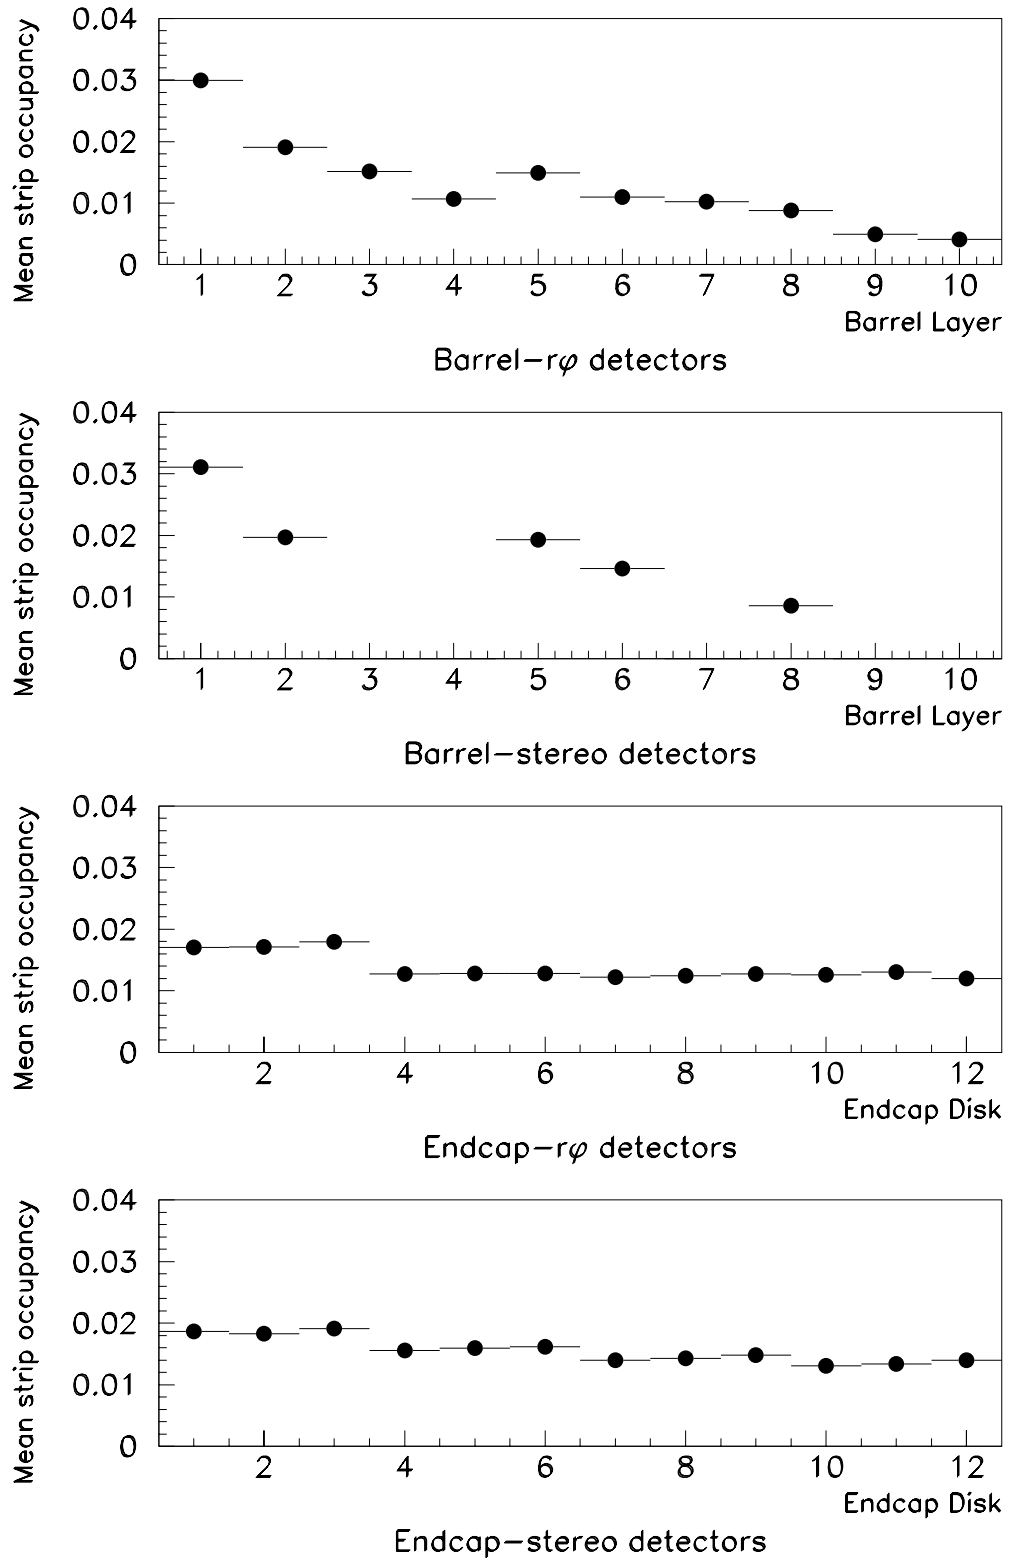 Mean strip occupancy
0.04
0.03
0.02
0.01
0
1 2 3 4 5 6 7 8 9 10
Barrel Layer
Barrel−rφ detectors
Mean strip occupancy
0.04
0.03
0.02
0.01
0
1 2 3 4 5 6 7 8 9 10
Barrel Layer
Barrel−stereo detectors
Mean strip occupancy
0.04
0.03
0.02
0.01
0
2 4 6 8 10 12
Endcap Disk
Endcap−rφ detectors
Mean strip occupancy
0.04
0.03
0.02
0.01
0
2 4 6 8 10 12
Endcap Disk
Endcap−stereo detectors